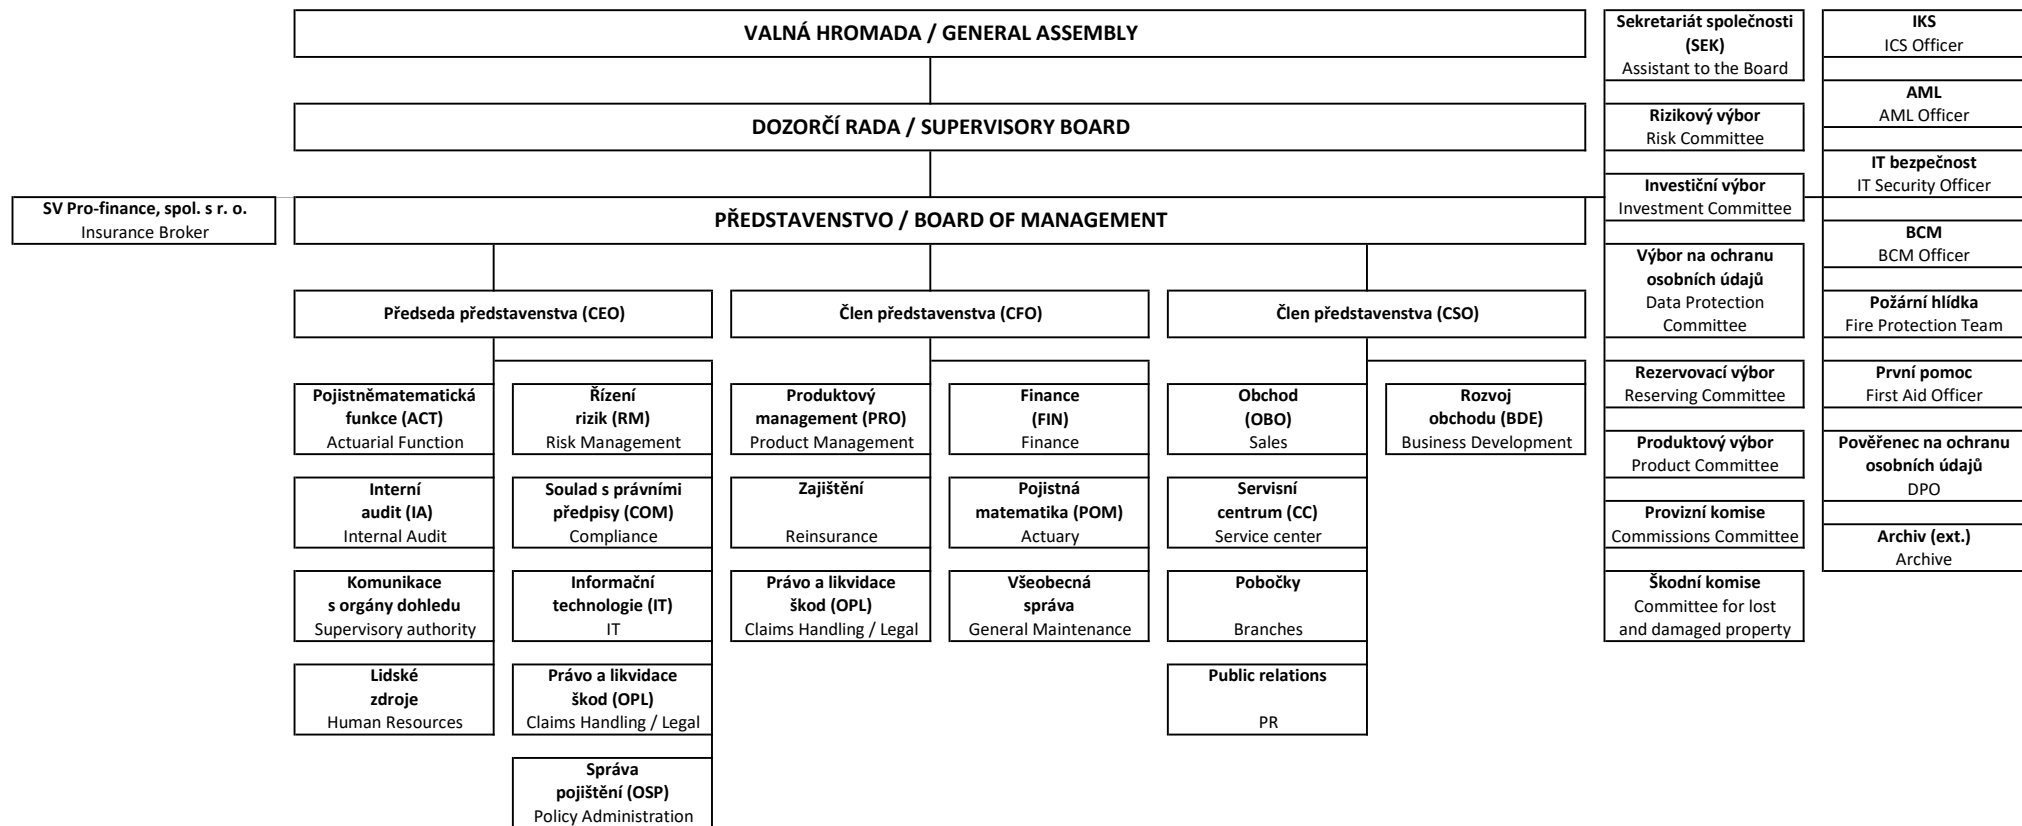 VALNÁ HROMADA / GENERAL ASSEMBLY
DOZORČÍ RADA / SUPERVISORY BOARD
SV Pro-finance, spol. s r. o.
Insurance Broker
PŘEDSTAVENSTVO / BOARD OF MANAGEMENT
Předseda představenstva (CEO)
Pojistněmatematická
funkce (ACT)
Actuarial Function
Interní
audit (IA)
Internal Audit
Komunikace
s orgány dohledu
Supervisory authority
Lidské
zdroje
Human Resources
Řízení
rizik (RM)
Risk Management
Soulad s právními
předpisy (COM)
Compliance
Informační
technologie (IT)
IT
Právo a likvidace
škod (OPL)
Claims Handling / Legal
Správa
pojištění (OSP)
Policy Administration
Člen představenstva (CFO)
Produktový
management (PRO)
Product Management
Zajištění
Reinsurance
Právo a likvidace
škod (OPL)
Claims Handling / Legal
Finance
(FIN)
Finance
Pojistná
matematika (POM)
Actuary
Všeobecná
správa
General Maintenance
Člen představenstva (CSO)
Obchod
(OBO)
Sales
Servisní
centrum (CC)
Service center
Pobočky
Branches
Public relations
PR
Rozvoj
obchodu (BDE)
Business Development
Sekretariát společnosti
(SEK)
Assistant to the Board
Rizikový výbor
Risk Committee
Investiční výbor
Investment Committee
Výbor na ochranu
osobních údajů
Data Protection
Committee
Rezervovací výbor
Reserving Committee
Produktový výbor
Product Committee
Provizní komise
Commissions Committee
Škodní komise
Committee for lost
and damaged property
IKS
ICS Officer
AML
AML Officer
IT bezpečnost
IT Security Officer
BCM
BCM Officer
Požární hlídka
Fire Protection Team
První pomoc
First Aid Officer
Pověřenec na ochranu
osobních údajů
DPO
Archiv (ext.)
Archive